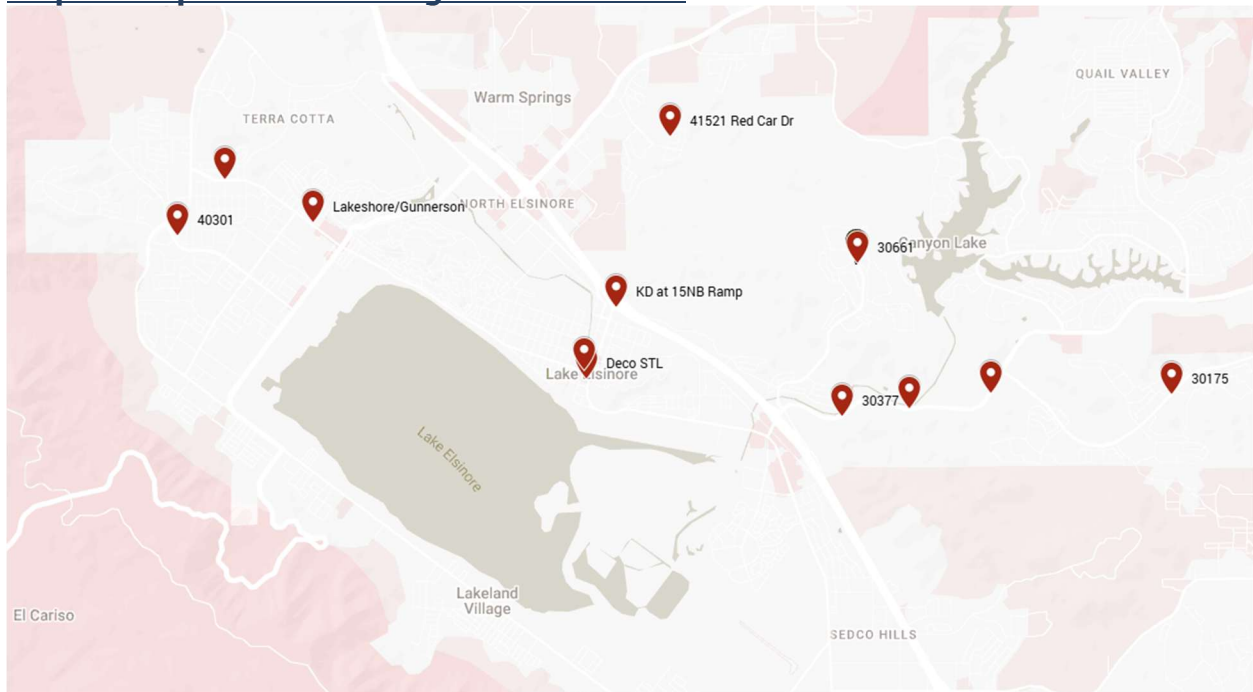 QUAIL VALLEY
Warm Springs
TERRA COTTA
41521 Red Car Dr
NORTH ELSINORE
Lakeshore/Gunnerson
40301
30661
Canyon Lake
KD at 15NB Ramp
Deco STL
Lake Elsinore
30175
30377
Lake Elsinore
Lakeland
Village
El Cariso
SEDCO HILLS